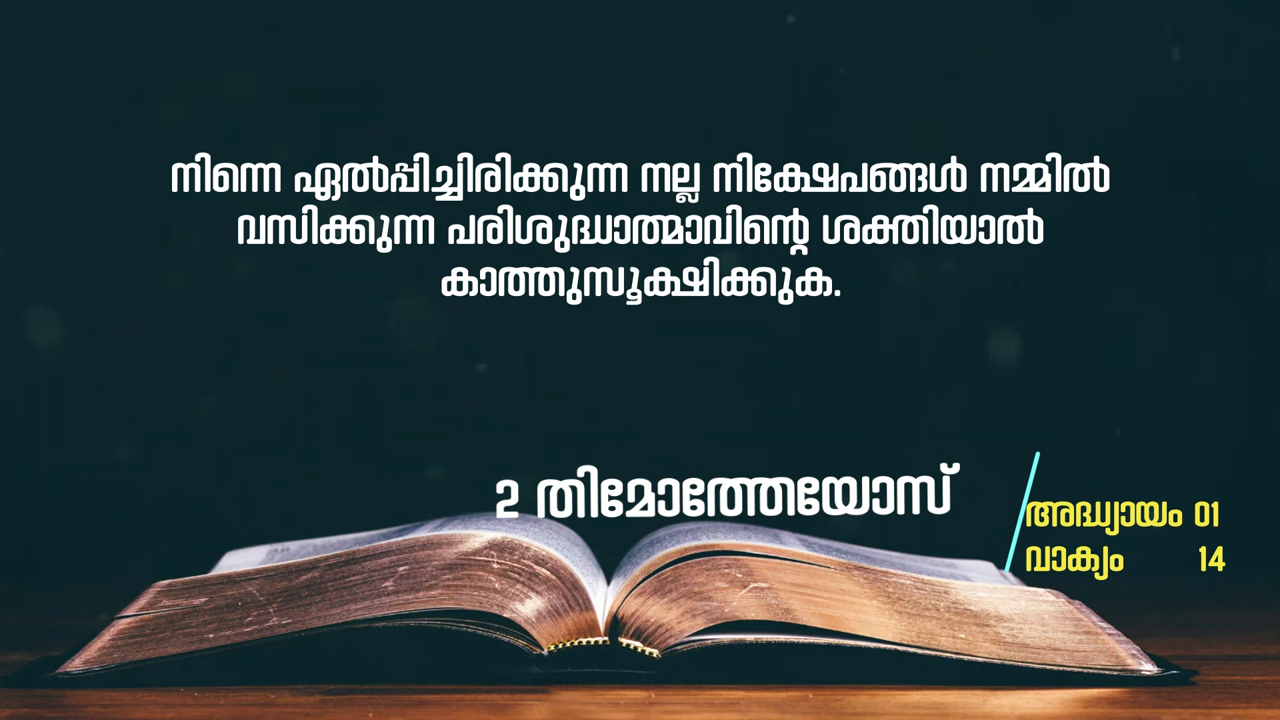 നിന്നെ ഏൽപ്പിച്ചിരിക്കുന്ന നല്ല നിക്ഷേപങ്ങൾ നമ്മിൽ
വസിക്കുന്ന പരിശുദ്ധാത്മാവിന്റെ ശക്തിയാൽ
കാത്തുസൂക്ഷിക്കുക.
2 തിമോത്തേയോസ്
അദ്ധ്യായം 01
വാക്യം 14